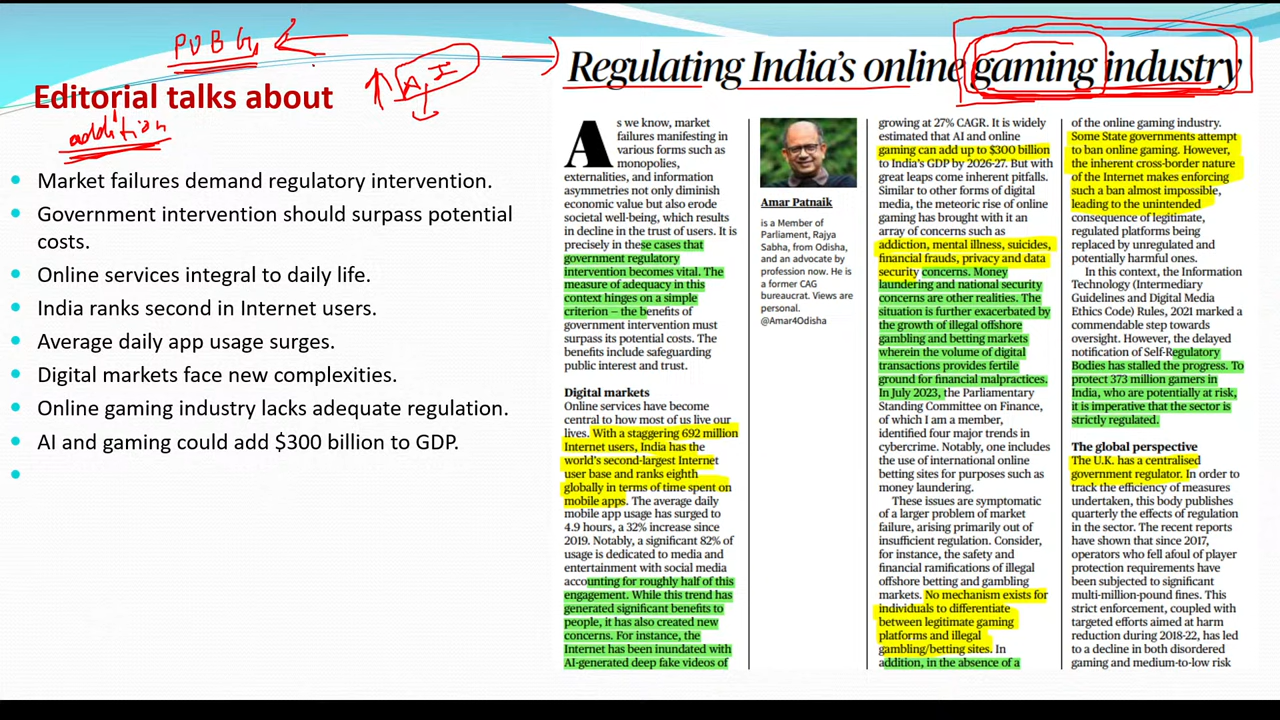 PUBG
AI
Editorial talks about
addition
Market failures demand regulatory intervention.
Government intervention should surpass potential
costs.
Online services integral to daily life.
India ranks second in Internet users.
Average daily app usage surges.
Digital markets face new complexities.
Online gaming industry lacks adequate regulation.
AI and gaming could add $300 billion to GDP.
Regulating India's online gaming industry
As we know, market
failures manifesting in
various forms such as
monopolies,
externalities, and information
asymmetries not only diminish
economic value but also erode
societal well-being, which results
in decline in the trust of users. It is
precisely in these cases that
government regulatory
intervention becomes vital. The
measure of adequacy in this
context hinges on a simple
criterion – the benefits of
government intervention must
surpass its potential costs. The
benefits include safeguarding
public interest and trust.
Digital markets
Online services have become
central to how most of us live our
lives. With a staggering 692 million
Internet users, India has the
world's second-largest Internet
user base and ranks eighth
globally in terms of time spent on
mobile apps. The average daily
mobile app usage has surged to
4.9 hours, a 32% increase since
2019. Notably, a significant 82% of
usage is dedicated to media and
entertainment with social media
accounting for roughly half of this
engagement. While this trend has
generated significant benefits to
people, it has also created new
concerns. For instance, the
Internet has been inundated with
AI-generated deep fake videos of
Amar Patnaik
is a Member of
Parliament, Rajya
Sabha, from Odisha,
and an advocate by
profession now. He is
a former CAG
bureaucrat. Views are
personal.
@Amar4Odisha
growing at 27% CAGR. It is widely
estimated that AI and online
gaming can add up to $300 billion
to India's GDP by 2026-27. But with
great leaps come inherent pitfalls.
Similar to other forms of digital
media, the meteoric rise of online
gaming has brought with it an
array of concerns such as
addiction, mental illness, suicides,
financial frauds, privacy and data
security concerns. Money
laundering and national security
concerns are other realities. The
situation is further exacerbated by
the growth of illegal offshore
gambling and betting markets
wherein the volume of digital
transactions provides fertile
ground for financial malpractices.
In July 2023, the Parliamentary
Standing Committee on Finance,
of which I am a member,
identified four major trends in
cybercrime. Notably, one includes
the use of international online
betting sites for purposes such as
money laundering.
These issues are symptomatic
of a larger problem of market
failure, arising primarily out of
insufficient regulation. Consider,
for instance, the safety and
financial ramifications of illegal
offshore betting and gambling
markets. No mechanism exists for
individuals to differentiate
between legitimate gaming
platforms and illegal
gambling/betting sites. In
addition, in the absence of a
of the online gaming industry.
Some State governments attempt
to ban online gaming. However,
the inherent cross-border nature
of the Internet makes enforcing
such a ban almost impossible,
leading to the unintended
consequence of legitimate,
regulated platforms being
replaced by unregulated and
potentially harmful ones.
In this context, the Information
Technology (Intermediary
Guidelines and Digital Media
Ethics Code) Rules, 2021 marked a
commendable step towards
oversight. However, the delayed
notification of Self-Regulatory
Bodies has stalled the progress. To
protect 373 million gamers in
India, who are potentially at risk,
it is imperative that the sector is
strictly regulated.
The global perspective
The U.K. has a centralised
government regulator. In order to
track the efficiency of measures
undertaken, this body publishes
quarterly the effects of regulation
in the sector. The recent reports
have shown that since 2017,
operators who fell afoul of player
protection requirements have
been subjected to significant
multi-million-pound fines. This
strict enforcement, coupled with
targeted efforts aimed at harm
reduction during 2018-22, has led
to a decline in both disordered
gaming and medium-to-low risk